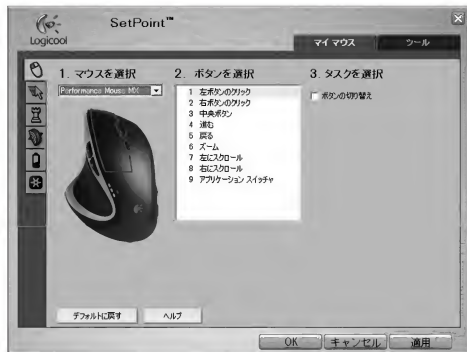 Logicool
SetPoint™
マイ マウス
ツール
1. マウスを選択
2. ボタンを選択
3. タスクを選択
Performance Mouse MX
1 左ボタンのクリック
2 右ボタンのクリック
3 中央ボタン
4 進む
5 戻る
6 ズーム
7 左にスクロール
8 右にスクロール
9 アプリケーション スイッチャ
ボタンの切り替え
デフォルトに戻す
ヘルプ
OK
キャンセル
適用